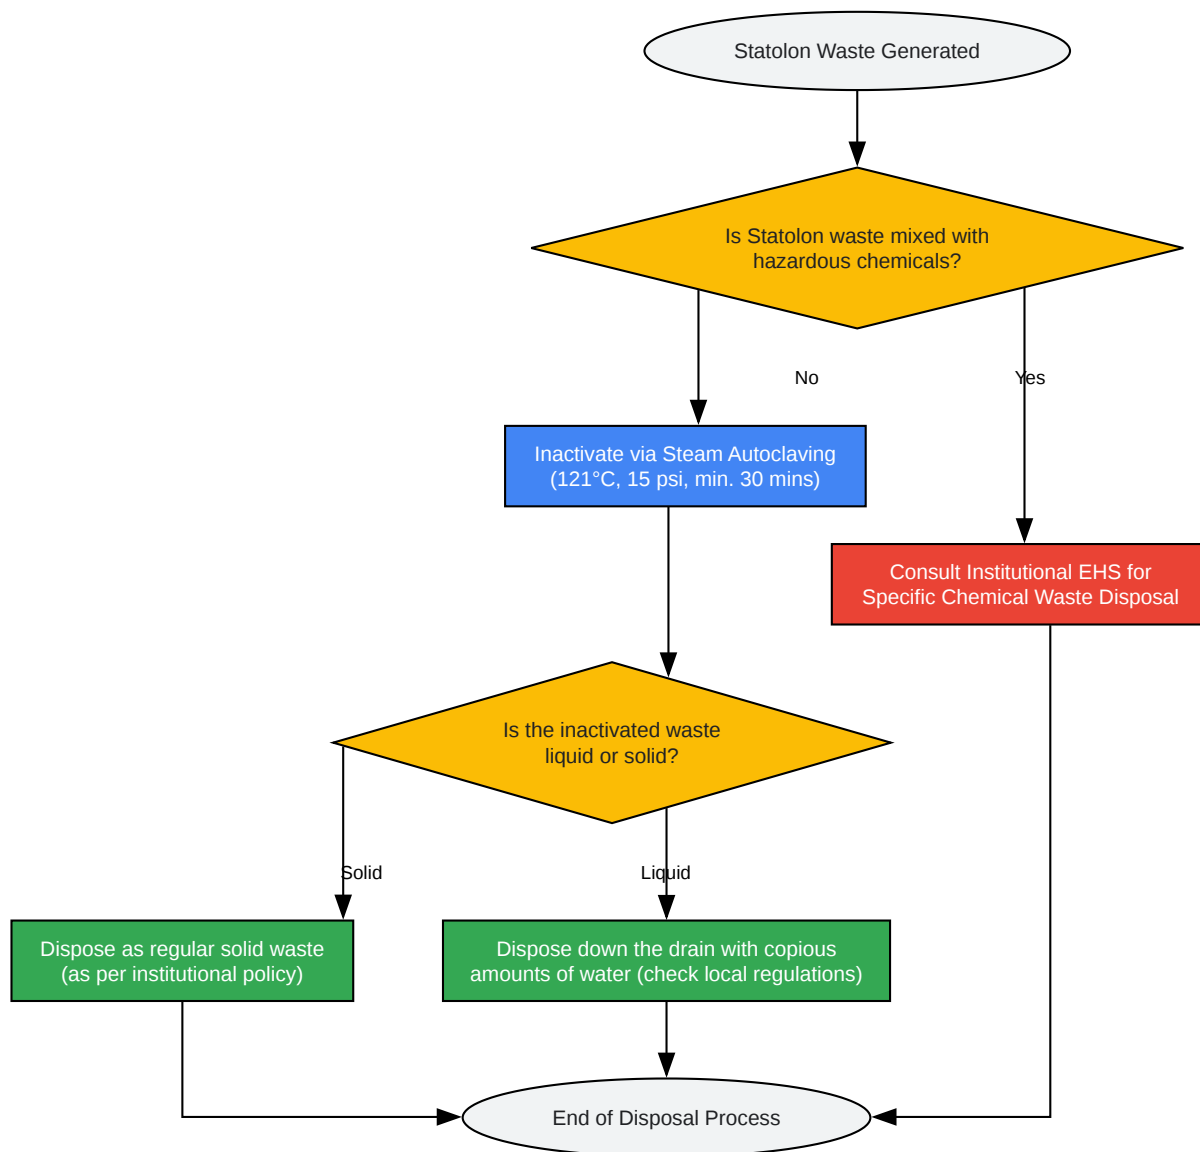 Statolon Waste Generated
Is Statolon waste mixed with
hazardous chemicals?
No
Yes
Inactivate via Steam Autoclaving
(121°C, 15 psi, min. 30 mins)
Consult Institutional EHS for
Specific Chemical Waste Disposal
Is the inactivated waste
liquid or solid?
Solid
Liquid
Dispose as regular solid waste
(as per institutional policy)
Dispose down the drain with copious
amounts of water (check local regulations)
End of Disposal Process